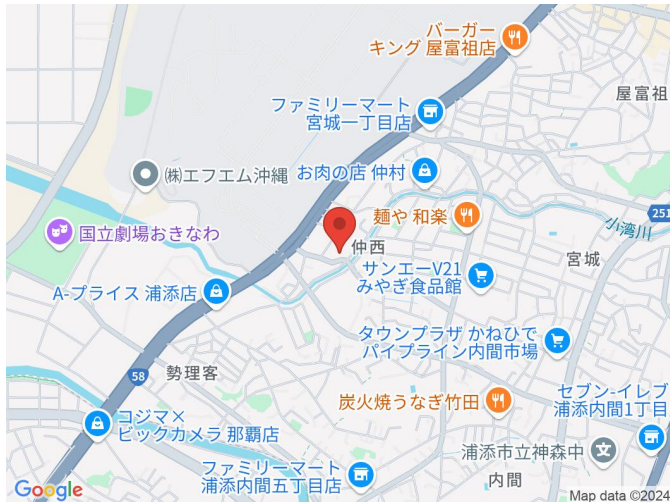 バーガー
キング 屋富祖店
屋富祖
ファミリーマート
宮城一丁目店
お肉の店 仲村
㈱エフエム沖縄
麺や 和楽
251
小湾川
国立劇場おきなわ
仲西
宮城
サンエーV21
みやぎ食品館
A-プライス 浦添店
タウンプラザ かねひで
パイプライン内間市場
58
勢理客
セブン-イレブ
浦添内間1丁目
炭火焼うなぎ竹田
コジマ×
ビックカメラ 那覇店
浦添市立神森中
ファミリーマート
浦添内間五丁目店
内間
Google
Map data ©2024